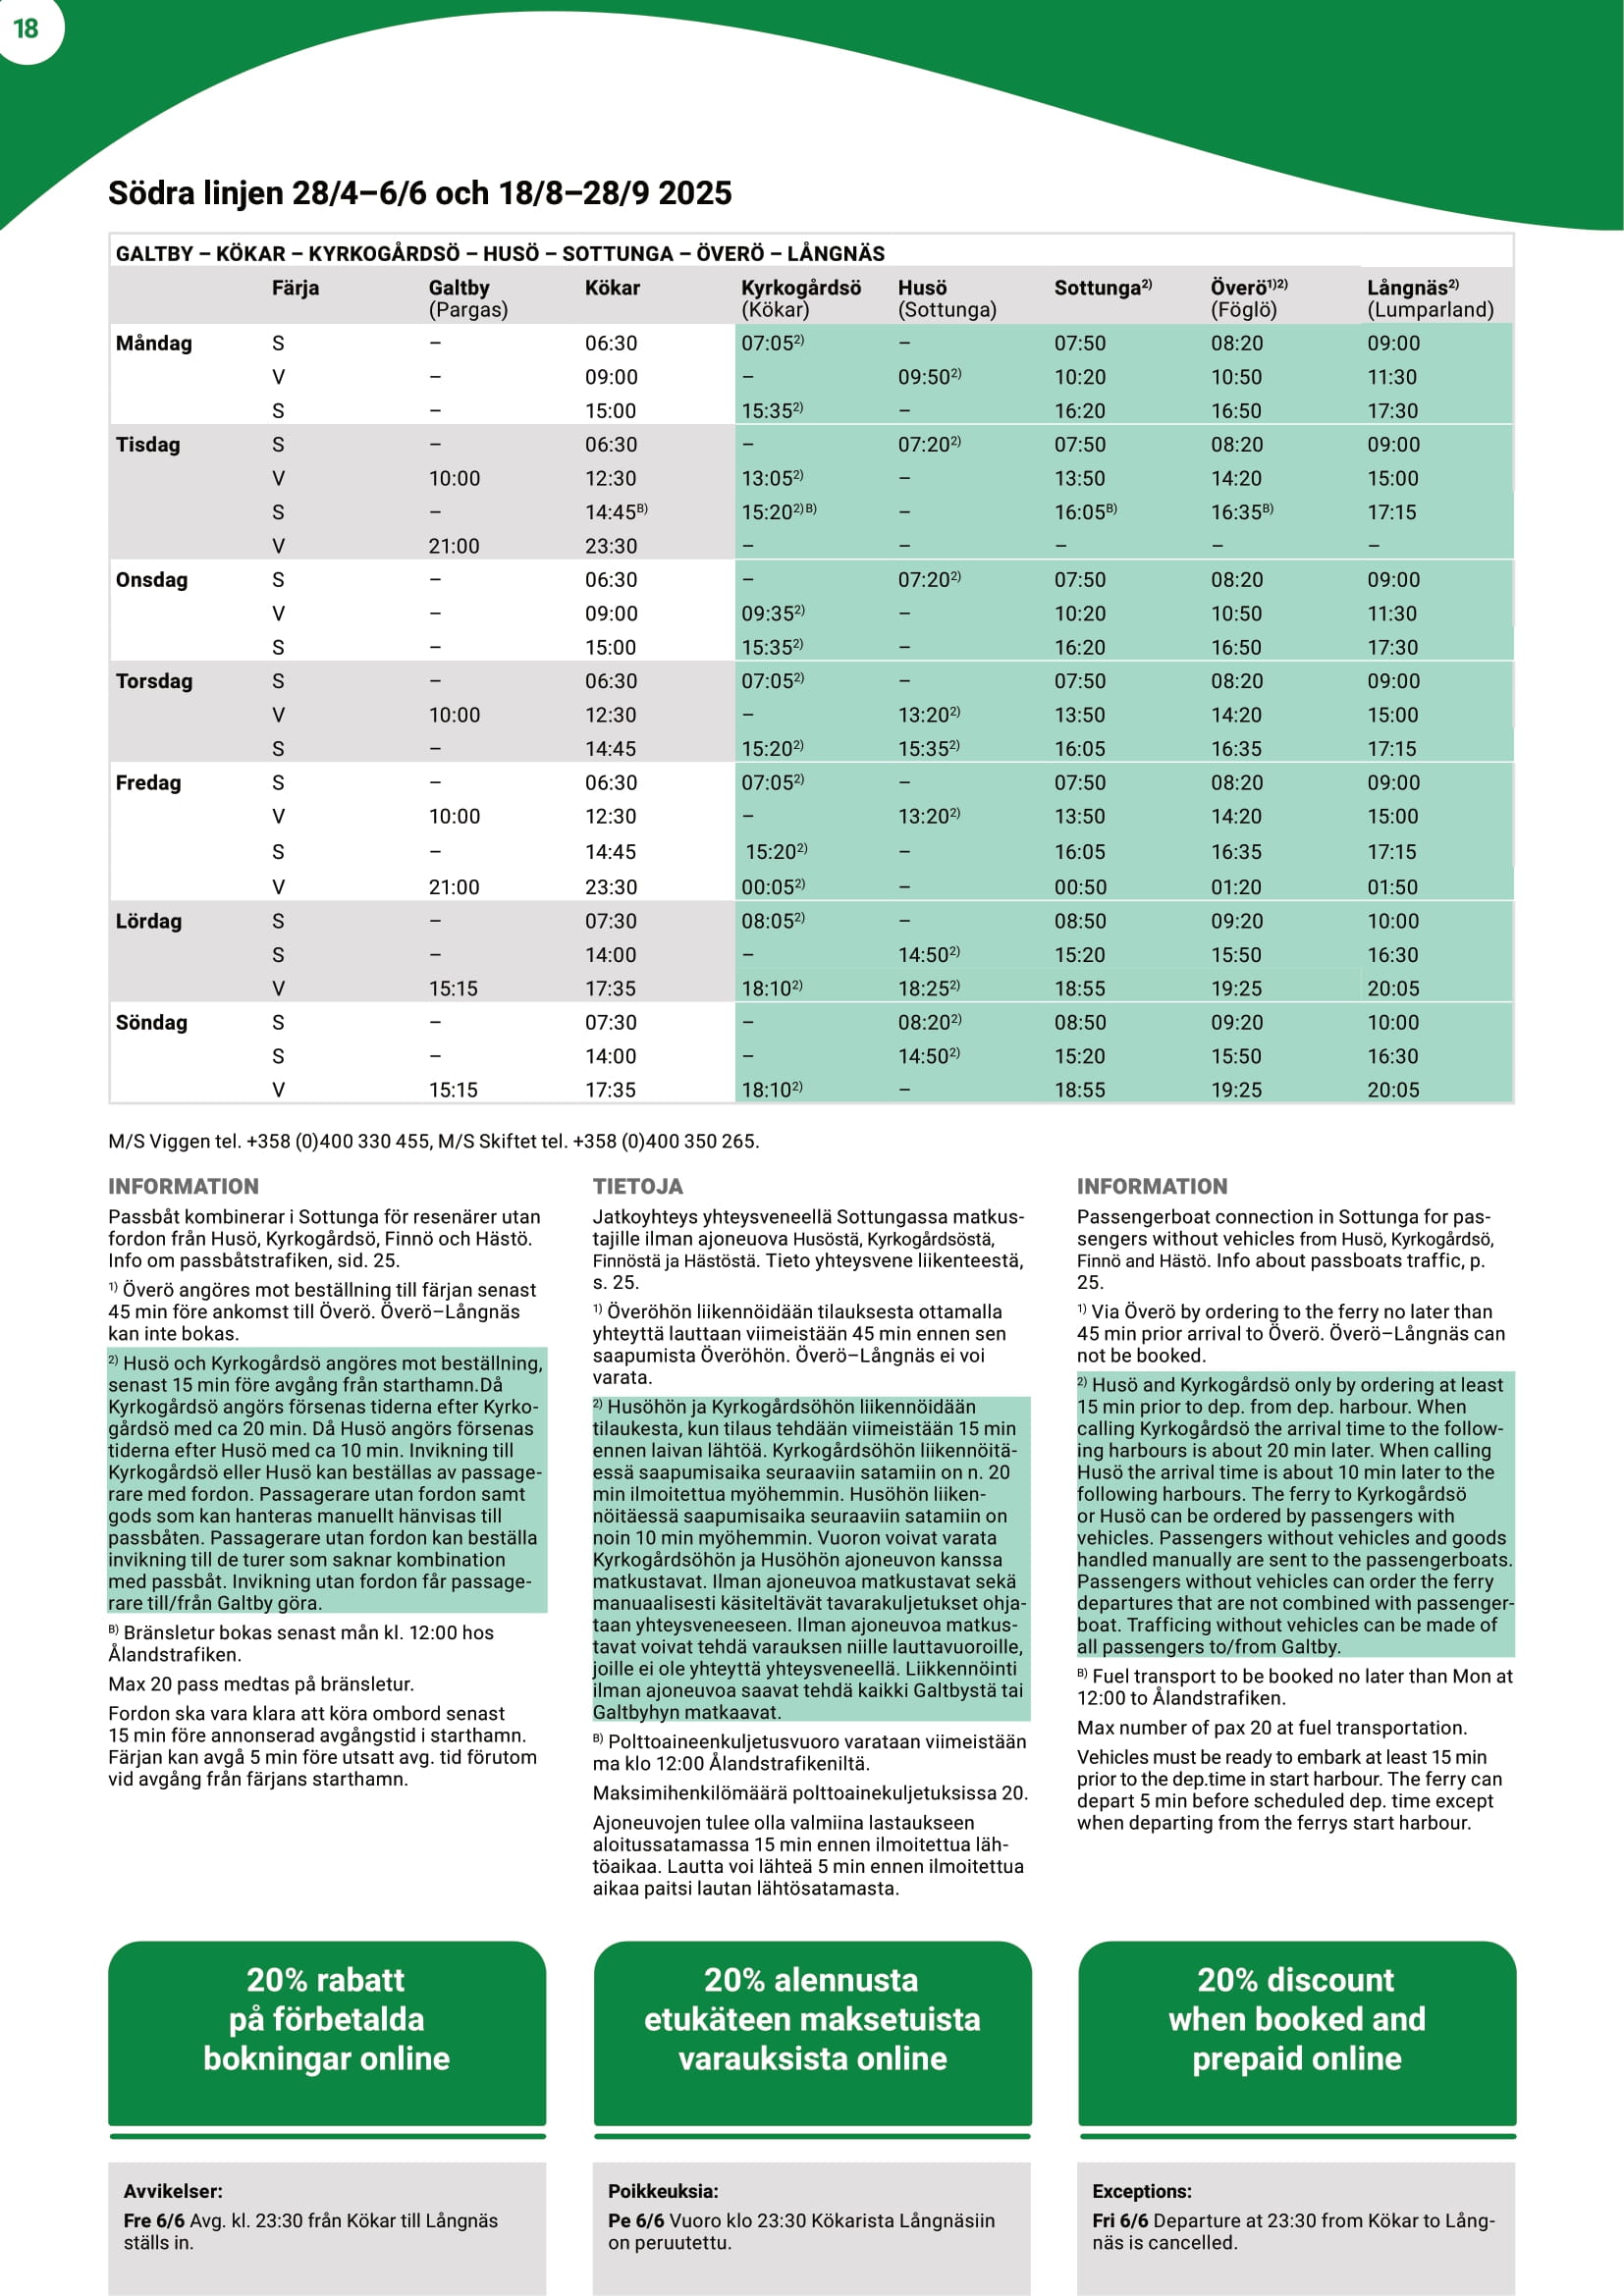 18
Södra linjen 28/4–6/6 och 18/8–28/9 2025
GALTBY – KÖKAR – KYRKOGÅRDSÖ – HUSÖ – SOTTUNGA – ÖVERÖ – LÅNGNÄS
Färja Galtby Kökar Kyrkogårdsö Husö Sottunga2) Överö1)2) Långnäs2)
(Pargas) (Kökar) (Sottunga) (Föglö) (Lumparland)
Måndag S – 06:30 07:052) – 07:50 08:20 09:00
V – 09:00 – 09:502) 10:20 10:50 11:30
S – 15:00 15:352) – 16:20 16:50 17:30
Tisdag S – 06:30 – 07:202) 07:50 08:20 09:00
V 10:00 12:30 13:052) – 13:50 14:20 15:00
S – 14:45B) 15:202)B) – 16:05B) 16:35B) 17:15
V 21:00 23:30 – – – – –
Onsdag S – 06:30 – 07:202) 07:50 08:20 09:00
V – 09:00 09:352) – 10:20 10:50 11:30
S – 15:00 15:352) – 16:20 16:50 17:30
Torsdag S – 06:30 07:052) – 07:50 08:20 09:00
V 10:00 12:30 – 13:202) 13:50 14:20 15:00
S – 14:45 15:202) 15:352) 16:05 16:35 17:15
Fredag S – 06:30 07:052) – 07:50 08:20 09:00
V 10:00 12:30 – 13:202) 13:50 14:20 15:00
S – 14:45 15:202) – 16:05 16:35 17:15
V 21:00 23:30 00:052) – 00:50 01:20 01:50
Lördag S – 07:30 08:052) – 08:50 09:20 10:00
S – 14:00 – 14:502) 15:20 15:50 16:30
V 15:15 17:35 18:102) 18:252) 18:55 19:25 20:05
Söndag S – 07:30 – 08:202) 08:50 09:20 10:00
S – 14:00 – 14:502) 15:20 15:50 16:30
V 15:15 17:35 18:102) – 18:55 19:25 20:05
M/S Viggen tel. +358 (0)400 330 455, M/S Skiftet tel. +358 (0)400 350 265.
INFORMATION
Passbåt kombinerar i Sottunga för resenärer utan
fordon från Husö, Kyrkogårdsö, Finnö och Hästö.
Info om passbåtstrafiken, sid. 25.
1) Överö angöres mot beställning till färjan senast
45 min före ankomst till Överö. Överö–Långnäs
kan inte bokas.
2) Husö och Kyrkogårdsö angöres mot beställning,
senast 15 min före avgång från starthamn.Då
Kyrkogårdsö angörs försenas tiderna efter Kyrko-
gårdsö med ca 20 min. Då Husö angörs försenas
tiderna efter Husö med ca 10 min. Invikning till
Kyrkogårdsö eller Husö kan beställas av passage-
rare med fordon. Passagerare utan fordon samt
gods som kan hanteras manuellt hänvisas till
passbåten. Passagerare utan fordon kan beställa
invikning till de turer som saknar kombination
med passbåt. Invikning utan fordon får passage-
rare till/från Galtby göra.
B) Bränsletur bokas senast mån kl. 12:00 hos
Ålandstrafiken.
Max 20 pass medtas på bränsletur.
Fordon ska vara klara att köra ombord senast
15 min före annonserad avgångstid i starthamn.
Färjan kan avgå 5 min före utsatt avg. tid förutom
vid avgång från färjans starthamn.
TIETOJA
Jatkoyhteys yhteysveneellä Sottungassa matkus-
tajille ilman ajoneuova Husöstä, Kyrkogårdsöstä,
Finnöstä ja Hästöstä. Tieto yhteysvene liikenteestä,
s. 25.
1) Överöhön liikennöidään tilauksesta ottamalla
yhteyttä lauttaan viimeistään 45 min ennen sen
saapumista Överöhön. Överö–Långnäs ei voi
varata.
2) Husöhön ja Kyrkogårdsöhön liikennöidään
tilaukesta, kun tilaus tehdään viimeistään 15 min
ennen laivan lähtöä. Kyrkogårdsöhön liikennöitä-
essä saapumisaika seuraaviin satamiin on n. 20
min ilmoitettua myöhemmin. Husöhön liiken-
nöitäessä saapumisaika seuraaviin satamiin on
noin 10 min myöhemmin. Vuoron voivat varata
Kyrkogårdsöhön ja Husöhön ajoneuvon kanssa
matkustavat. Ilman ajoneuvoa matkustavat sekä
manuaalisesti käsiteltävät tavarakuljetukset ohja-
taan yhteysveneeseen. Ilman ajoneuvoa matkus-
tavat voivat tehdä varauksen niille lauttavuoroille,
joille ei ole yhteyttä yhteysveneellä. Liikkennöinti
ilman ajoneuvoa saavat tehdä kaikki Galtbystä tai
Galtbyhyn matkaavat.
B) Polttoaineenkuljetusvuoro varataan viimeistään
ma klo 12:00 Ålandstrafikeniltä.
Maksimihenkilömäärä polttoainekuljetuksissa 20.
Ajoneuvojen tulee olla valmiina lastaukseen
aloitussatamassa 15 min ennen ilmoitettua läh-
töaikaa. Lautta voi lähteä 5 min ennen ilmoitettua
aikaa paitsi lautan lähtösatamasta.
INFORMATION
Passengerboat connection in Sottunga for pas-
sengers without vehicles from Husö, Kyrkogårdsö,
Finnö and Hästö. Info about passboats traffic, p.
25.
1) Via Överö by ordering to the ferry no later than
45 min prior arrival to Överö. Överö–Långnäs can
not be booked.
2) Husö and Kyrkogårdsö only by ordering at least
15 min prior to dep. from dep. harbour. When
calling Kyrkogårdsö the arrival time to the follow-
ing harbours is about 20 min later. When calling
Husö the arrival time is about 10 min later to the
following harbours. The ferry to Kyrkogårdsö
or Husö can be ordered by passengers with
vehicles. Passengers without vehicles and goods
handled manually are sent to the passengerboats.
Passengers without vehicles can order the ferry
departures that are not combined with passenger-
boat. Trafficing without vehicles can be made of
all passengers to/from Galtby.
B) Fuel transport to be booked no later than Mon at
12:00 to Ålandstrafiken.
Max number of pax 20 at fuel transportation.
Vehicles must be ready to embark at least 15 min
prior to the dep.time in start harbour. The ferry can
depart 5 min before scheduled dep. time except
when departing from the ferrys start harbour.
20% rabatt
på förbetalda
bokningar online
20% alennusta
etukäteen maksetuista
varauksista online
20% discount
when booked and
prepaid online
Avvikelser:
Fre 6/6 Avg. kl. 23:30 från Kökar till Långnäs
ställs in.
Poikkeuksia:
Pe 6/6 Vuoro klo 23:30 Kökarista Långnäsiin
on peruutettu.
Exceptions:
Fri 6/6 Departure at 23:30 from Kökar to Lång-
näs is cancelled.